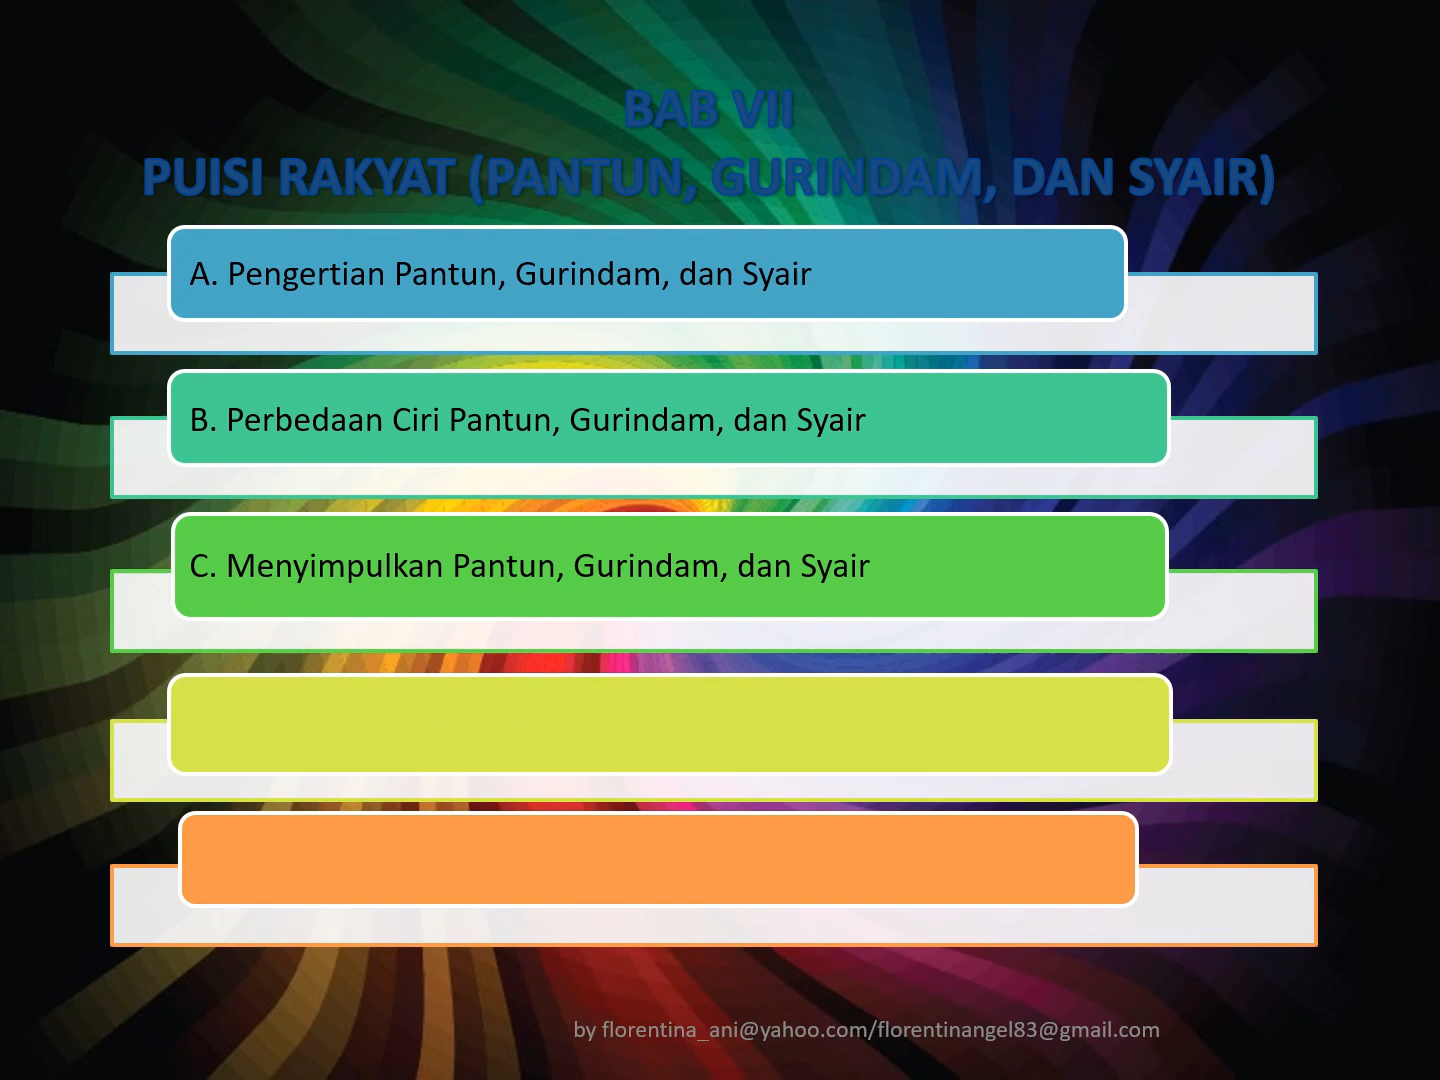 BAB VII
PUISI RAKYAT (PANTUN, GURINDAM, DAN SYAIR)
A. Pengertian Pantun, Gurindam, dan Syair
B. Perbedaan Ciri Pantun, Gurindam, dan Syair
C. Menyimpulkan Pantun, Gurindam, dan Syair
by florentina_ani@yahoo.com/florentinangel83@gmail.com